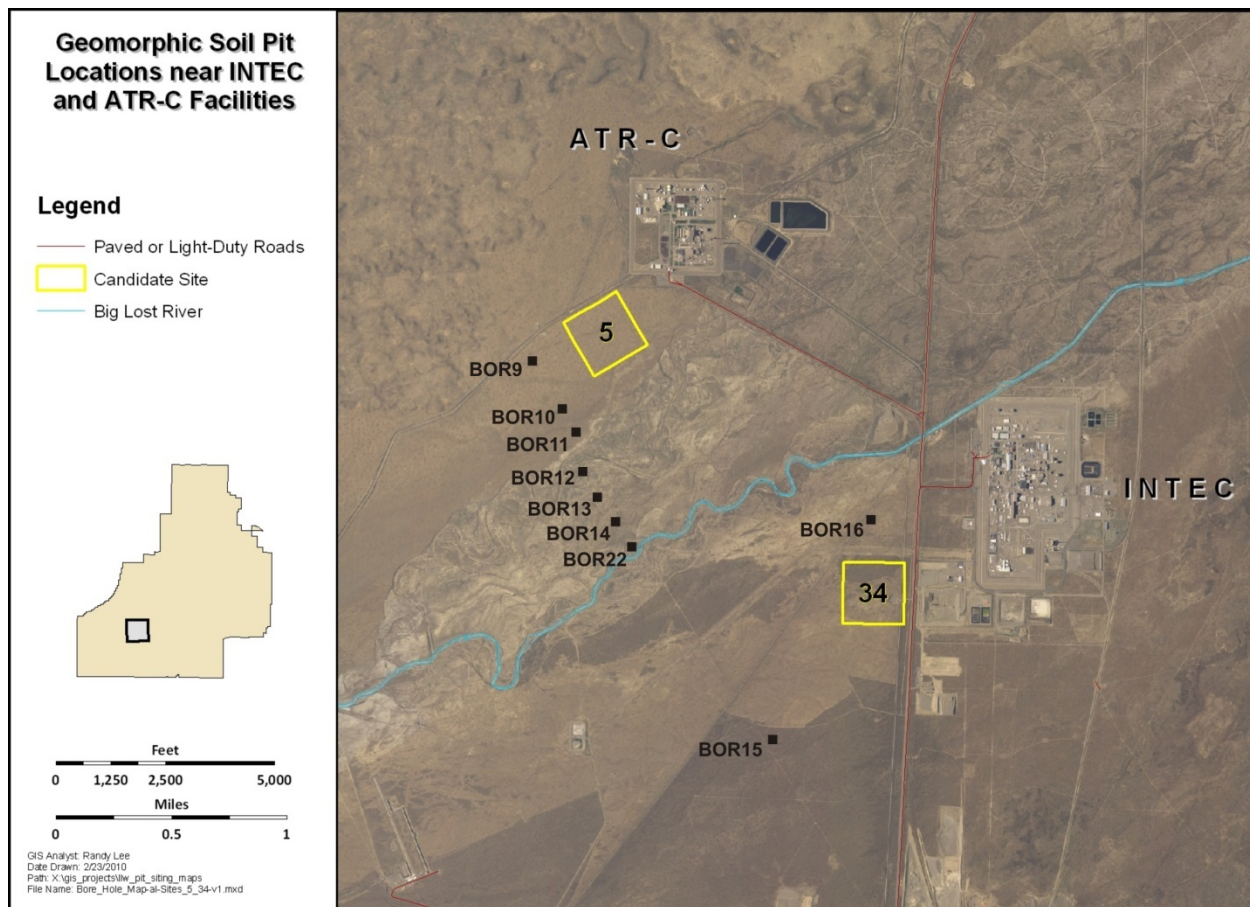 Geomorphic Soil Pit
Locations near INTEC
and ATR-C Facilities
Legend
Paved or Light-Duty Roads
Candidate Site
Big Lost River
Feet
0 1,250 2,500 5,000
Miles
0 0.5 1
GIS Analyst: Randy Lee
Date Drawn: 2/23/2010
Path: X:\gis_projects\llw_pit_siting_maps
File Name: Bore_Hole_Map-al-Sites_5_34-v1.mxd
ATR-C
5
BOR9
BOR10
BOR11
BOR12
BOR13
BOR14
BOR22
BOR16
INTEC
34
BOR15